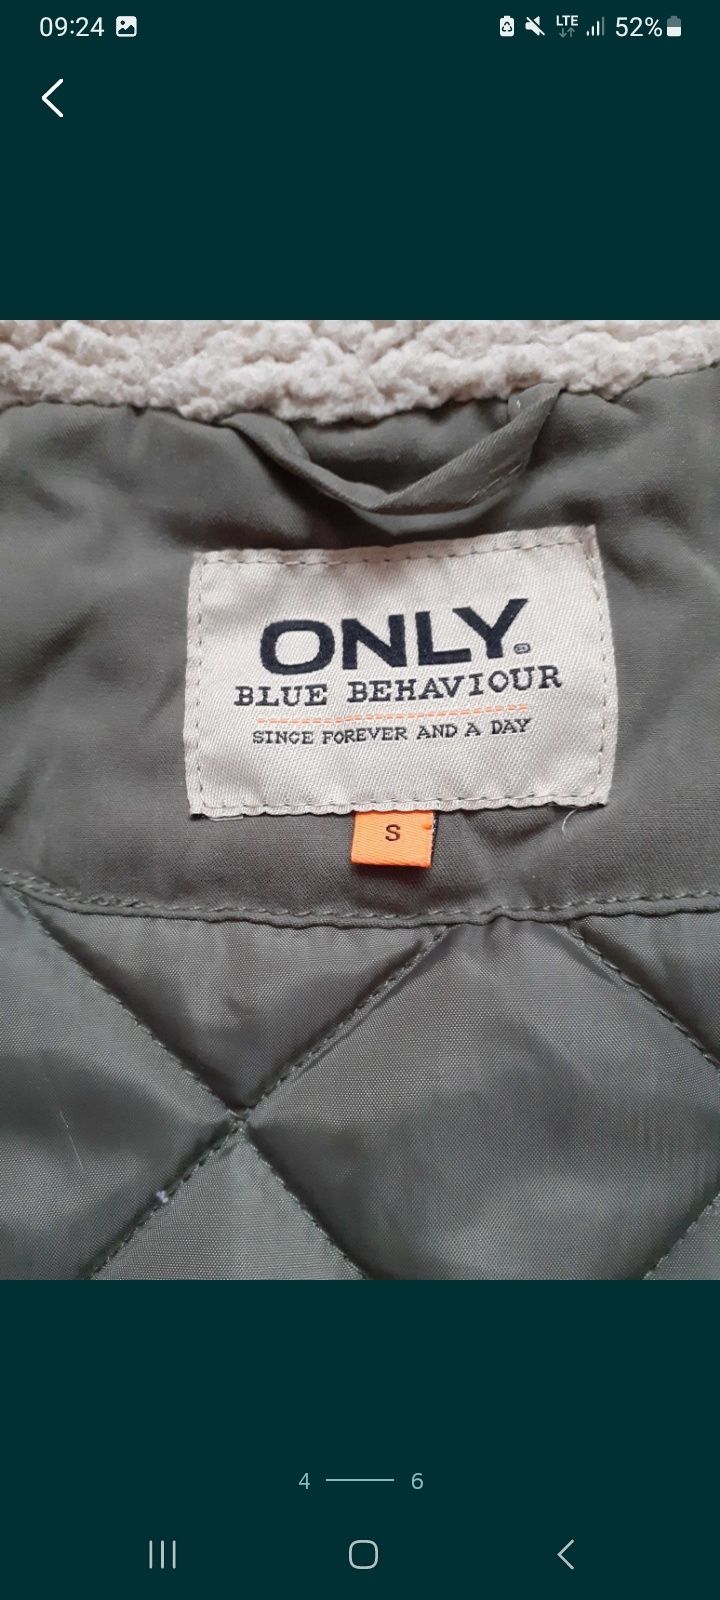 09:24
LTE
52%
ONLY®
BLUE BEHAVIOUR
SINCE FOREVER AND A DAY
S
4
6